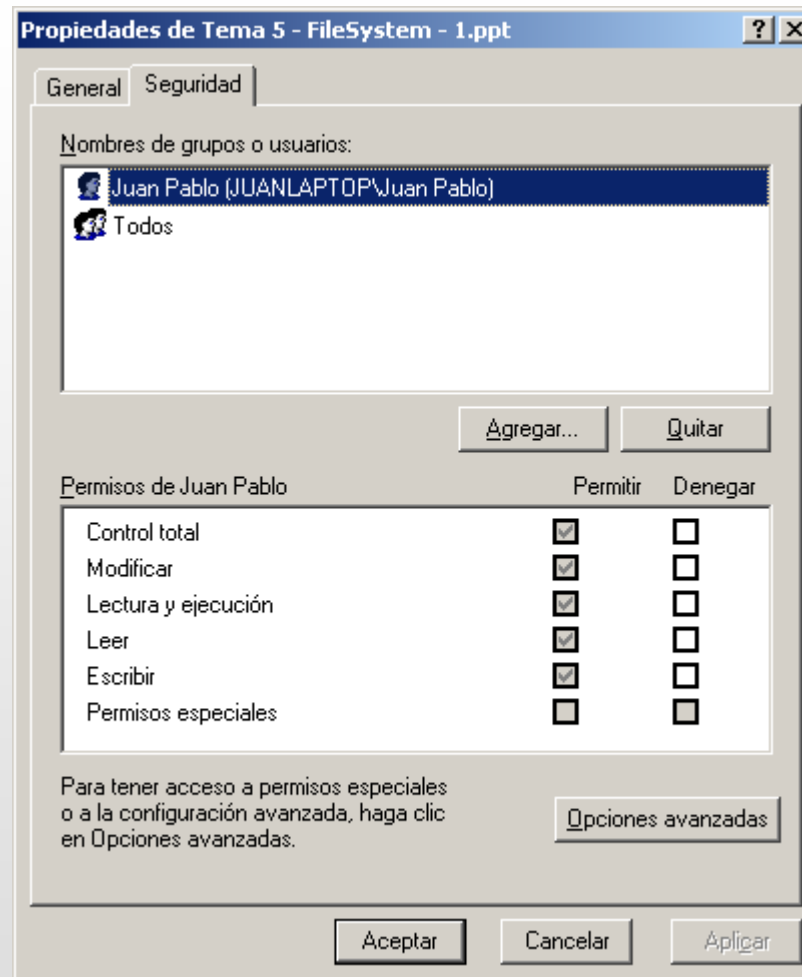 Propiedades de Tema 5 - FileSystem - 1.ppt
General Seguridad
Nombres de grupos o usuarios:
Juan Pablo (JUANLAPTOP\Juan Pablo)
Todos
Agregar... Quitar
Permisos de Juan Pablo Permitir Denegar
Control total
Modificar
Lectura y ejecución
Leer
Escribir
Permisos especiales
Para tener acceso a permisos especiales
o a la configuración avanzada, haga clic
en Opciones avanzadas.
Opciones avanzadas
Aceptar Cancelar Aplicar